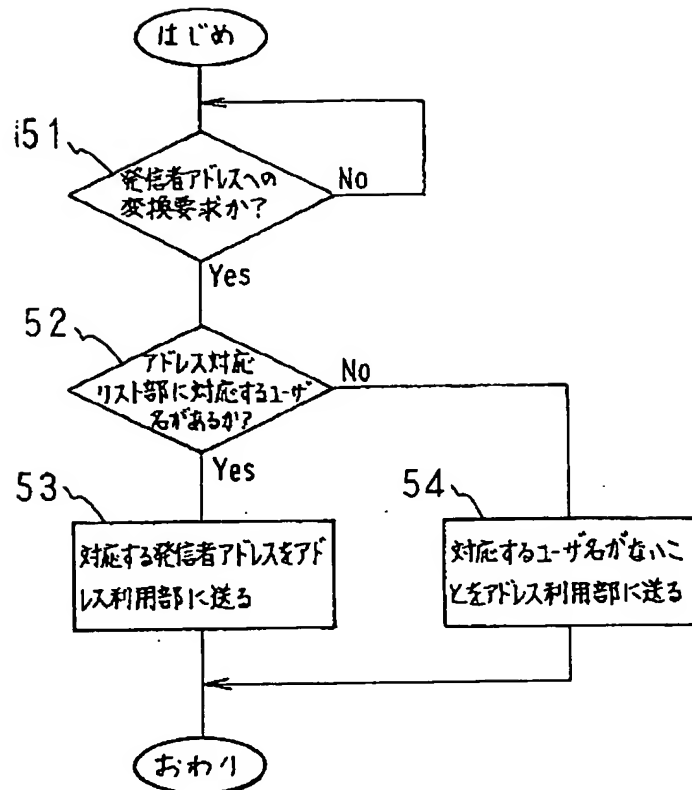 はじめ
i51
発信者アドレスへの
変換要求か?
No
Yes
52
アドレス対応
リスト部に対応するユーザ
名があるか?
No
Yes
53
対応する発信者アドレスをアド
レス利用部に送る
54
対応するユーザ名がないこ
とをアドレス利用部に送る
おわり